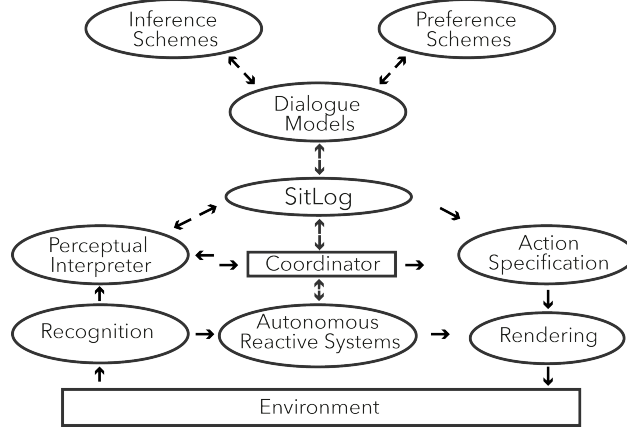 Inference
Schemes
Preference
Schemes
Dialogue
Models
SitLog
Perceptual
Interpreter
Coordinator
Action
Specification
Recognition
Autonomous
Reactive Systems
Rendering
Environment